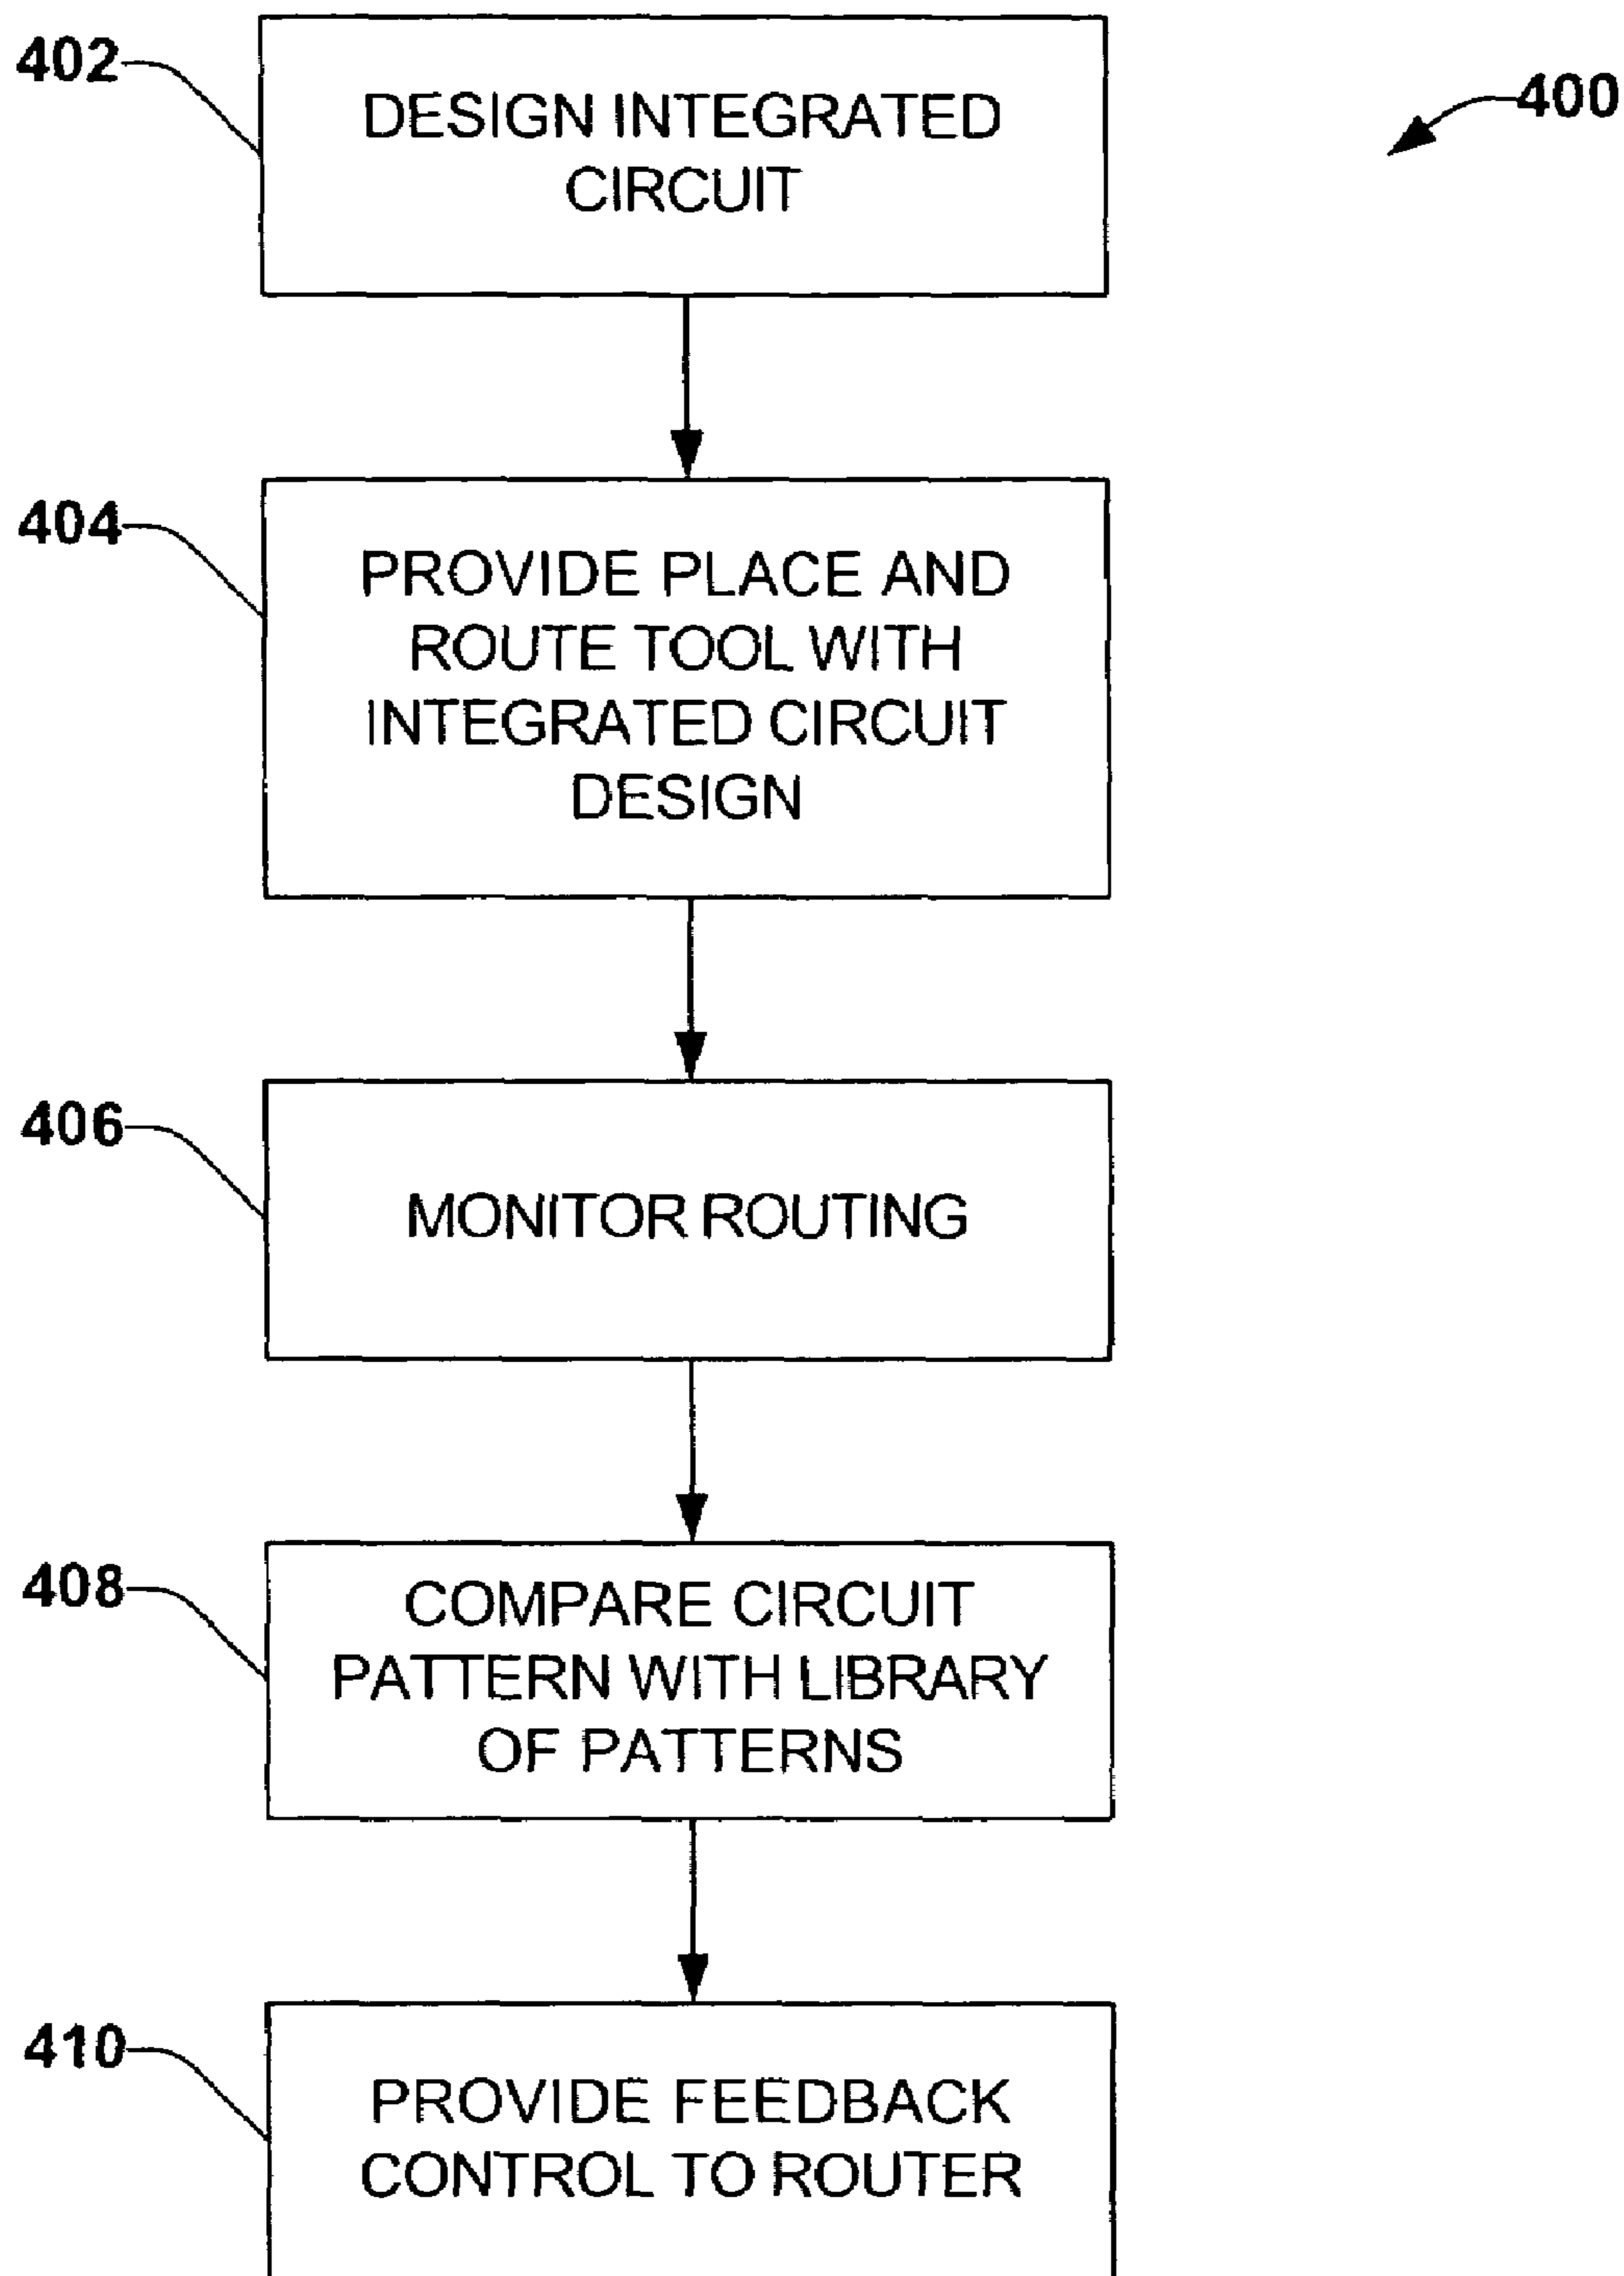 402
DESIGN INTEGRATED
CIRCUIT
400
404
PROVIDE PLACE AND
ROUTE TOOL WITH
INTEGRATED CIRCUIT
DESIGN
406
MONITOR ROUTING
408
COMPARE CIRCUIT
PATTERN WITH LIBRARY
OF PATTERNS
410
PROVIDE FEEDBACK
CONTROL TO ROUTER